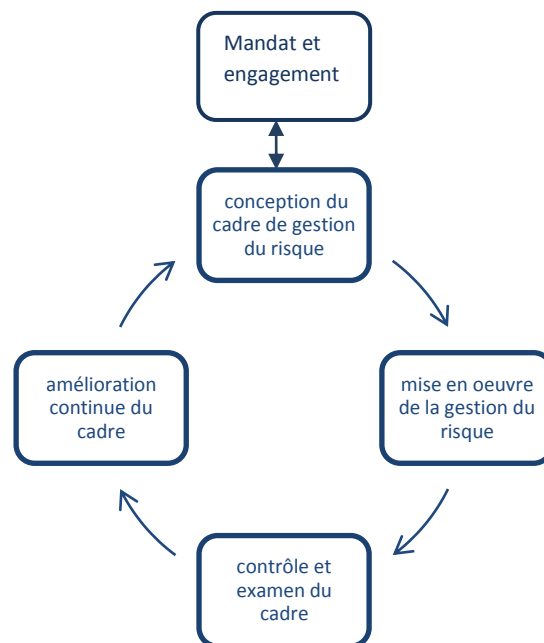 Mandat et
engagement
conception du
cadre de gestion
du risque
mise en oeuvre
de la gestion du
risque
contrôle et
examen du
cadre
amélioration
continue du
cadre